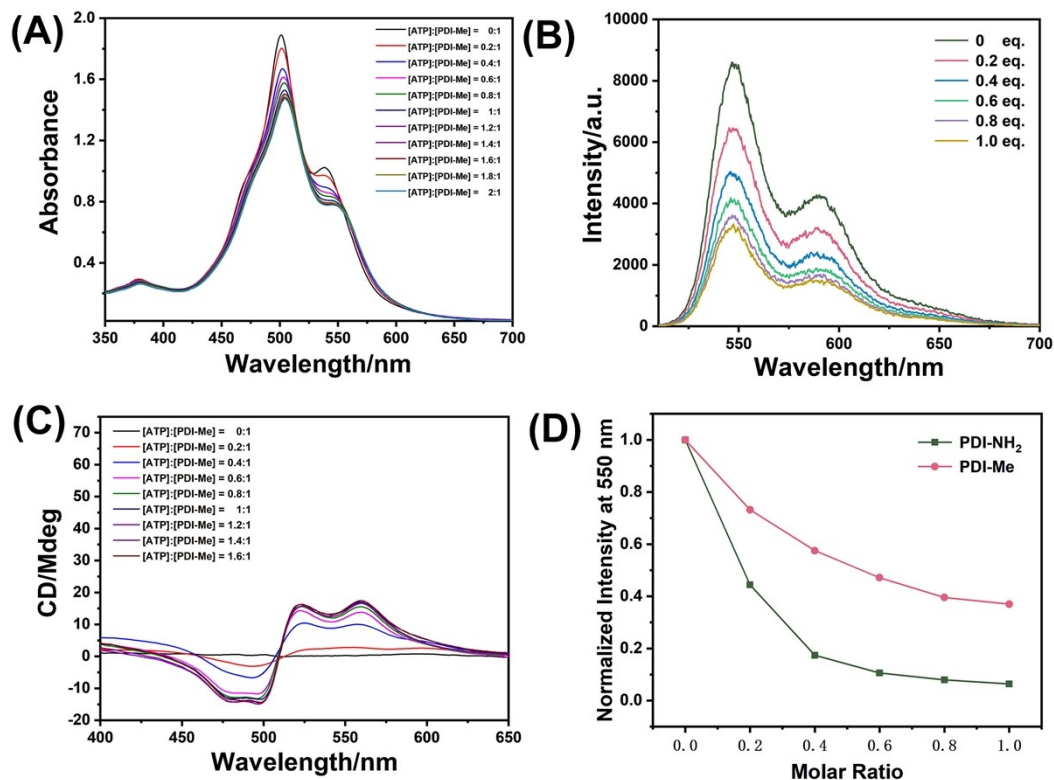 (A)
2.0
1.6
1.2
0.8
0.4
Absorbance
[ATP]:[PDI-Me] = 0:1
[ATP]:[PDI-Me] = 0.2:1
[ATP]:[PDI-Me] = 0.4:1
[ATP]:[PDI-Me] = 0.6:1
[ATP]:[PDI-Me] = 0.8:1
[ATP]:[PDI-Me] = 1:1
[ATP]:[PDI-Me] = 1.2:1
[ATP]:[PDI-Me] = 1.4:1
[ATP]:[PDI-Me] = 1.6:1
[ATP]:[PDI-Me] = 1.8:1
[ATP]:[PDI-Me] = 2:1
350 400 450 500 550 600 650 700
Wavelength/nm
(B)
10000
8000
6000
4000
2000
0
Intensity/a.u.
0 eq.
0.2 eq.
0.4 eq.
0.6 eq.
0.8 eq.
1.0 eq.
550 600 650 700
Wavelength/nm
(C)
70
60
50
40
30
20
10
0
-10
-20
CD/Mdeg
[ATP]:[PDI-Me] = 0:1
[ATP]:[PDI-Me] = 0.2:1
[ATP]:[PDI-Me] = 0.4:1
[ATP]:[PDI-Me] = 0.6:1
[ATP]:[PDI-Me] = 0.8:1
[ATP]:[PDI-Me] = 1:1
[ATP]:[PDI-Me] = 1.2:1
[ATP]:[PDI-Me] = 1.4:1
[ATP]:[PDI-Me] = 1.6:1
400 450 500 550 600 650
Wavelength/nm
(D)
1.0
0.8
0.6
0.4
0.2
0.0
Normalized Intensity at 550 nm
PDI-NH₂
PDI-Me
0.0 0.2 0.4 0.6 0.8 1.0
Molar Ratio